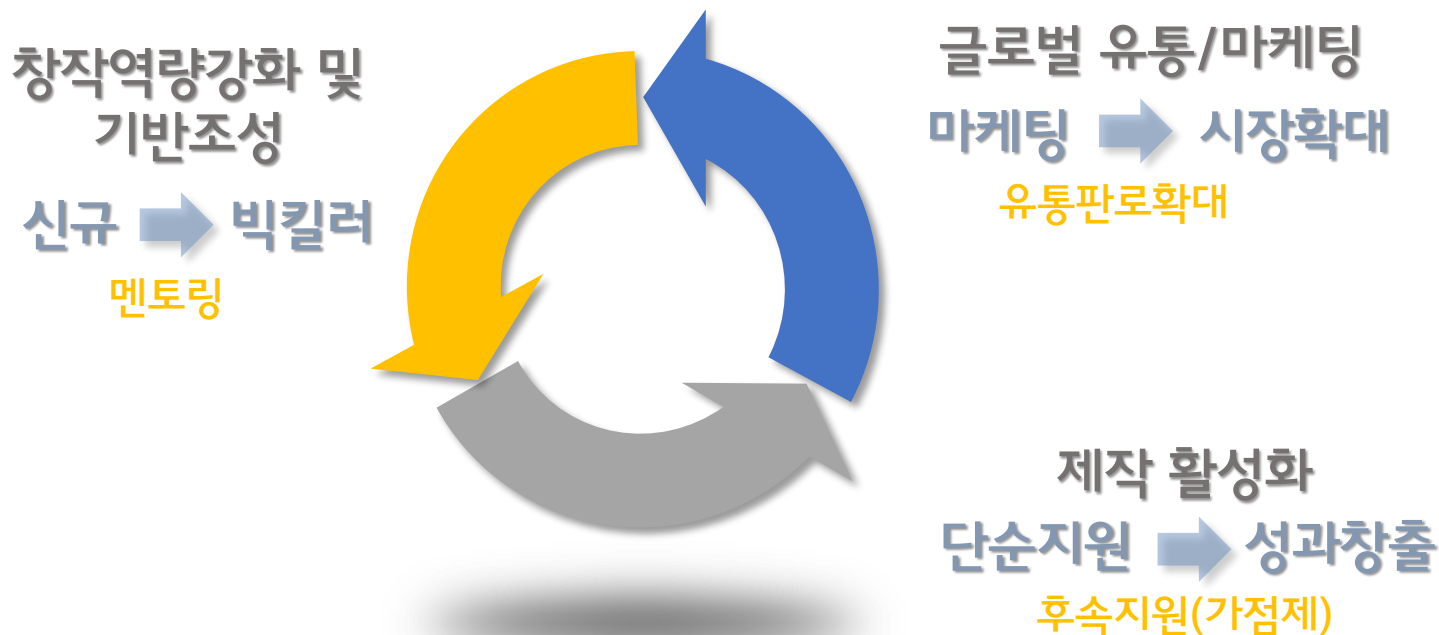 창작역량강화 및
기반조성
신규 빅킬러
멘토링
글로벌 유통/마케팅
마케팅 시장확대
유통판로확대
제작 활성화
단순지원 성과창출
후속지원(가점제)